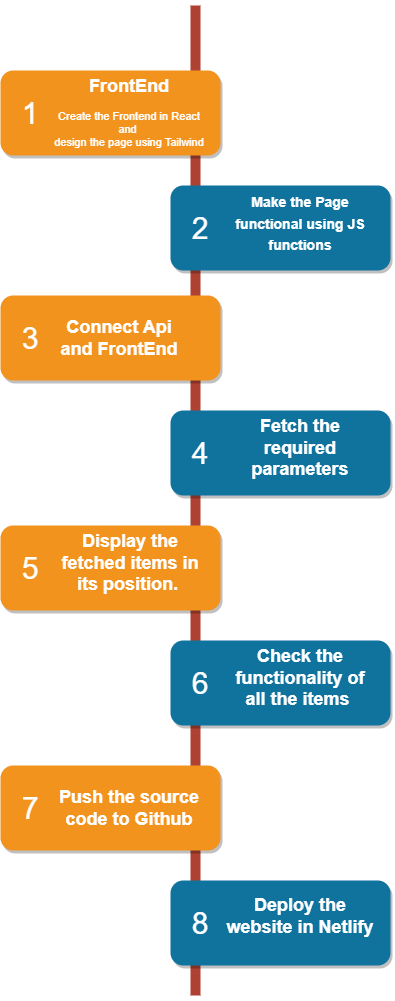 FrontEnd
1
Create the Frontend in React
and
design the page using Tailwind
2
Make the Page
functional using JS
functions
3
Connect Api
and FrontEnd
4
Fetch the
required
parameters
5
Display the
fetched items in
its position.
6
Check the
functionality of
all the items
7
Push the source
code to Github
8
Deploy the
website in Netlify